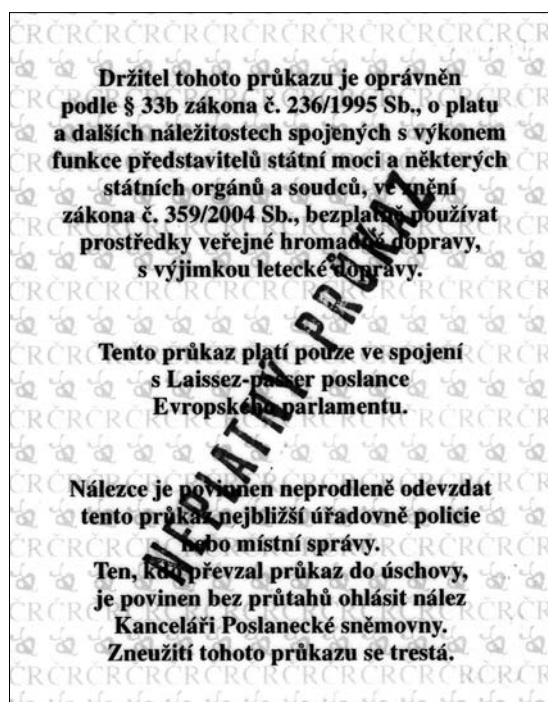 Držitel tohoto průkazu je oprávněn
podle § 33b zákona č. 236/1995 Sb., o platu
a dalších náležitostech spojených s výkonem
funkce představitelů státní moci a některých
státních orgánů a soudců, ve znění
zákona č. 359/2004 Sb., bezplatně používat
prostředky veřejné hromadné dopravy,
s výjimkou letecké dopravy.
Tento průkaz platí pouze ve spojení
s Laissez-passer poslance
Evropského parlamentu.
Nálezce je povinen neprodleně odevzdat
tento průkaz nejbližší úřadovně policie
nebo místní správy.
Ten, kdo převzal průkaz do úschovy,
je povinen bez průtahů ohlásit nález
Kanceláři Poslanecké sněmovny.
Zneužití tohoto průkazu se trestá.
NEPLATNÝ PRŮKAZ